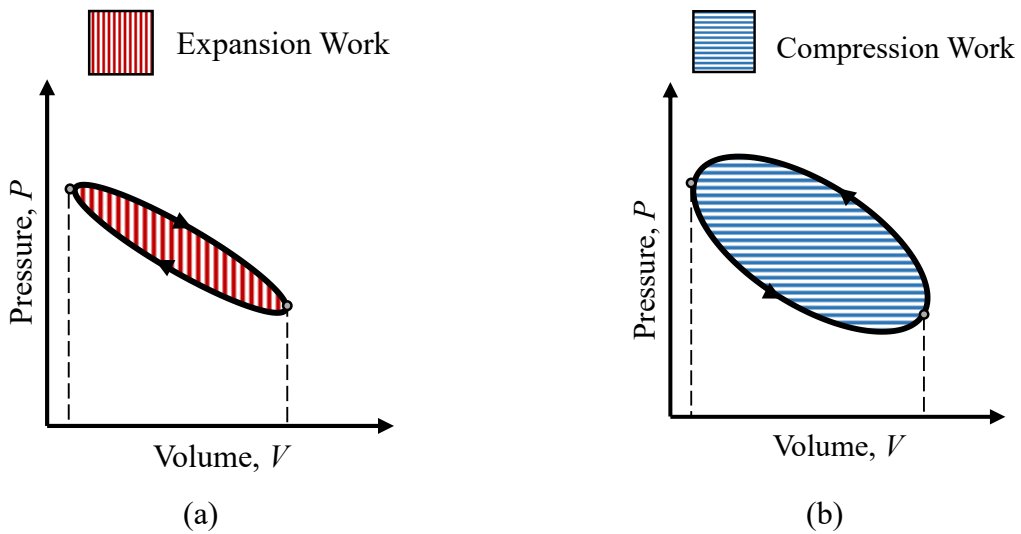 Expansion Work
Pressure, P
Volume, V
(a)
Compression Work
Pressure, P
Volume, V
(b)